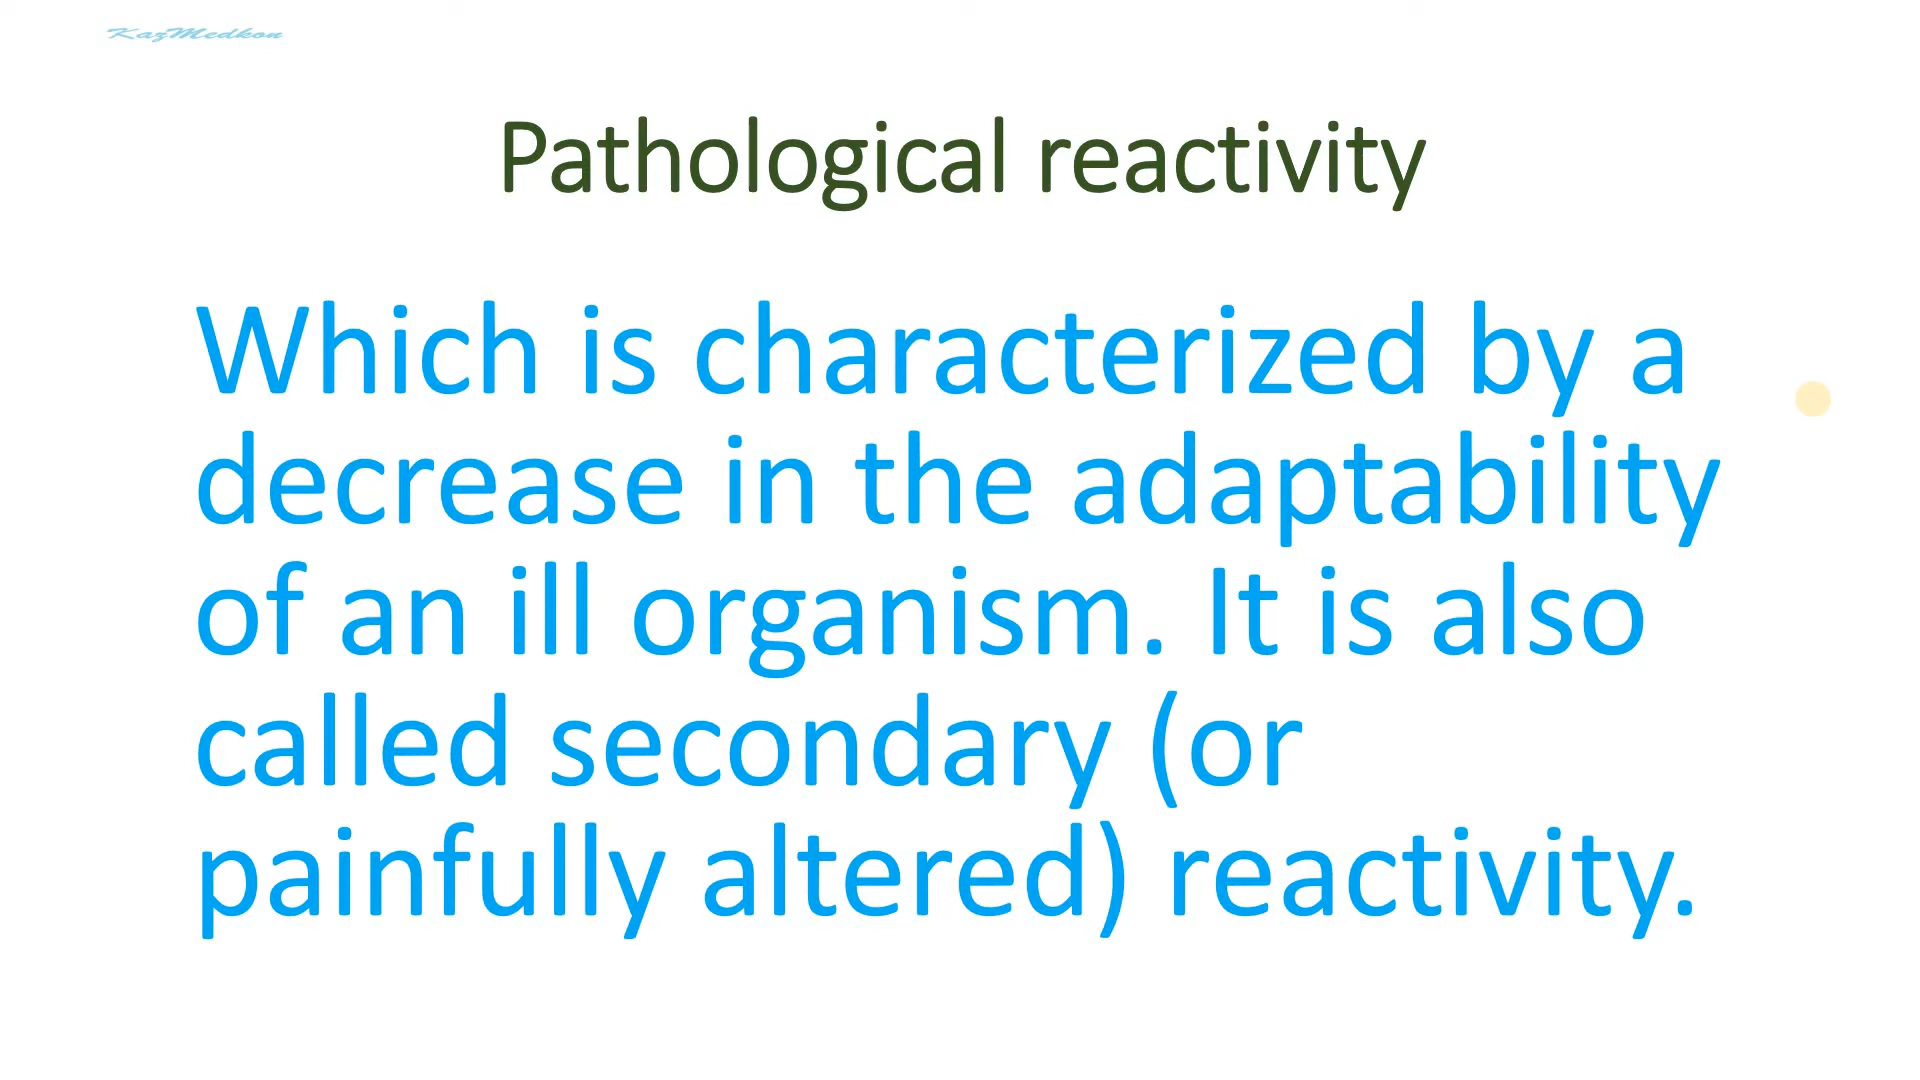 KazMedkon
Pathological reactivity
Which is characterized by a
decrease in the adaptability
of an ill organism. It is also
called secondary (or
painfully altered) reactivity.